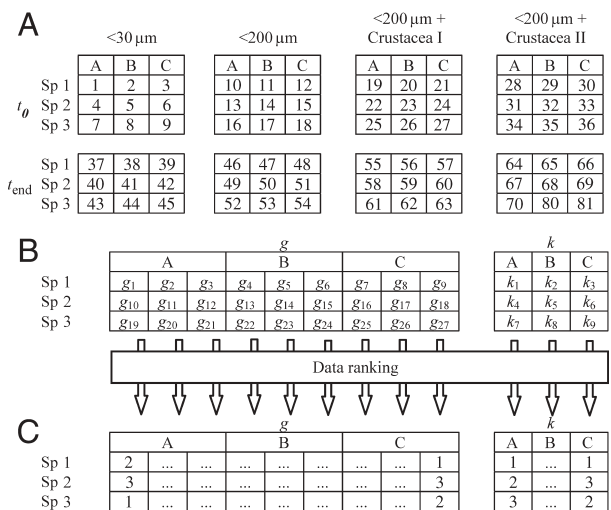 A
<30 µm <200 µm <200 µm + Crustacea I <200 µm + Crustacea II
A B C A B C A B C A B C
Sp 1 1 2 3 10 11 12 19 20 21 28 29 30
t0 Sp 2 4 5 6 13 14 15 22 23 24 31 32 33
Sp 3 7 8 9 16 17 18 25 26 27 34 35 36
Sp 1 37 38 39 46 47 48 55 56 57 64 65 66
tend Sp 2 40 41 42 49 50 51 58 59 60 67 68 69
Sp 3 43 44 45 52 53 54 61 62 63 70 80 81
B
g k
A B C A B C
Sp 1 g1 g2 g3 g4 g5 g6 g7 g8 g9 k1 k2 k3
Sp 2 g10 g11 g12 g13 g14 g15 g16 g17 g18 k4 k5 k6
Sp 3 g19 g20 g21 g22 g23 g24 g25 g26 g27 k7 k8 k9
Data ranking
C
g k
A B C A B C
Sp 1 2 ... ... ... ... ... ... ... 1 1 ... 1
Sp 2 3 ... ... ... ... ... ... ... 3 2 ... 3
Sp 3 1 ... ... ... ... ... ... ... 2 3 ... 2